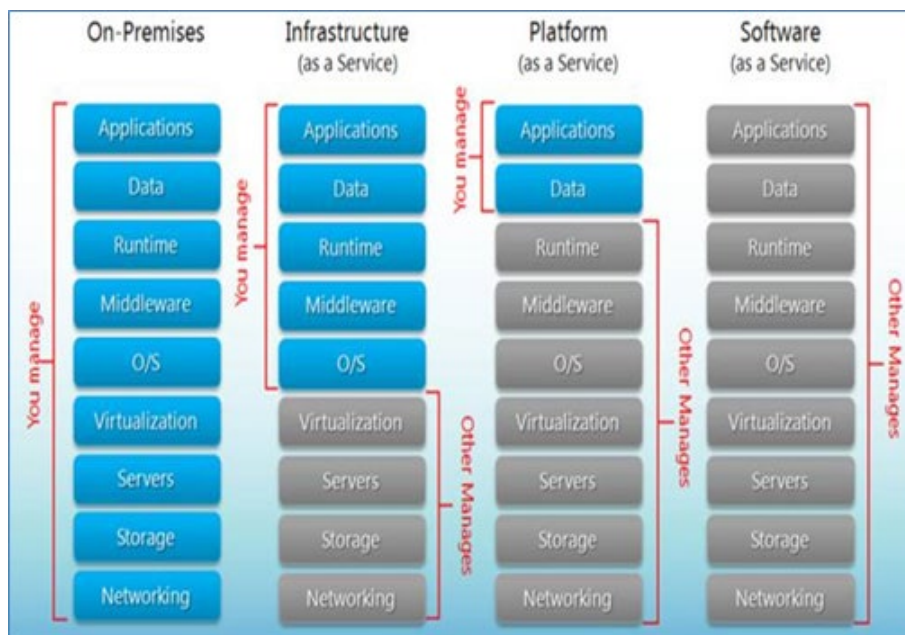 On-Premises
Infrastructure
(as a Service)
Platform
(as a Service)
Software
(as a Service)
You manage
Applications
Data
Runtime
Middleware
O/S
Virtualization
Servers
Storage
Networking
You manage
Applications
Data
Runtime
Middleware
O/S
Virtualization
Servers
Storage
Networking
Other Manages
You manage
Applications
Data
Runtime
Middleware
O/S
Virtualization
Servers
Storage
Networking
Other Manages
Applications
Data
Runtime
Middleware
O/S
Virtualization
Servers
Storage
Networking
Other Manages